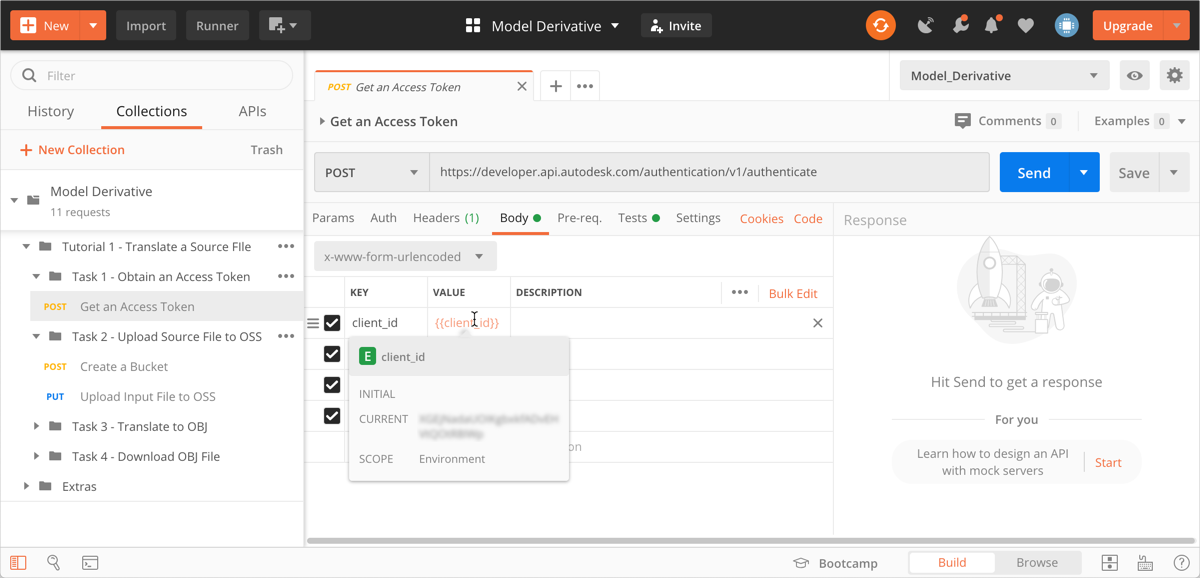 New
Import
Runner
Model Derivative
Invite
Upgrade
Filter
History
Collections
APIs
New Collection
Trash
Model Derivative
11 requests
Tutorial 1 - Translate a Source FIle
Task 1 - Obtain an Access Token
POST Get an Access Token
Task 2 - Upload Source File to OSS
POST Create a Bucket
PUT Upload Input File to OSS
Task 3 - Translate to OBJ
Task 4 - Download OBJ File
Extras
POST Get an Access Token
Model_Derivative
Get an Access Token
Comments 0
Examples 0
POST
https://developer.api.autodesk.com/authentication/v1/authenticate
Send
Save
Params
Auth
Headers (1)
Body
Pre-req.
Tests
Settings
Cookies
Code
x-www-form-urlencoded
KEY
VALUE
DESCRIPTION
Bulk Edit
client_id
{{client_id}}
E client_id
INITIAL
CURRENT
SCOPE Environment
Response
Hit Send to get a response
For you
Learn how to design an API
with mock servers
Start
Bootcamp
Build
Browse